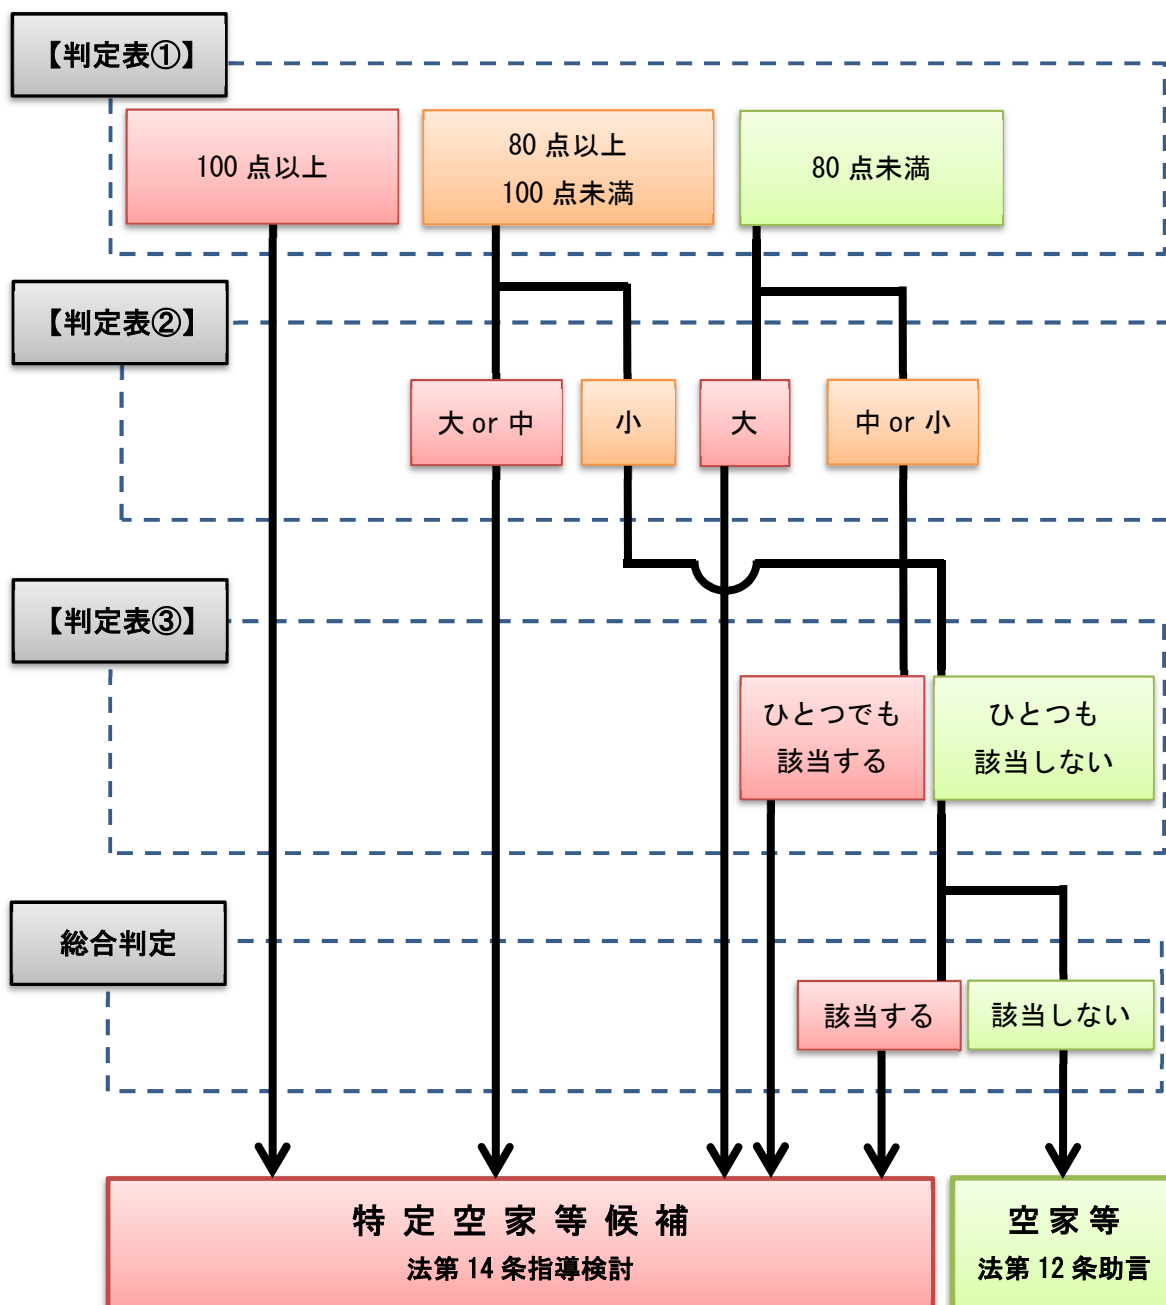 【判定表①】
100 点以上
80 点以上
100 点未満
80 点未満
【判定表②】
大 or 中
小
大
中 or 小
【判定表③】
ひとつでも
該当する
ひとつも
該当しない
総合判定
該当する
該当しない
特定空家等候補
法第 14 条指導検討
空家等
法第 12 条助言